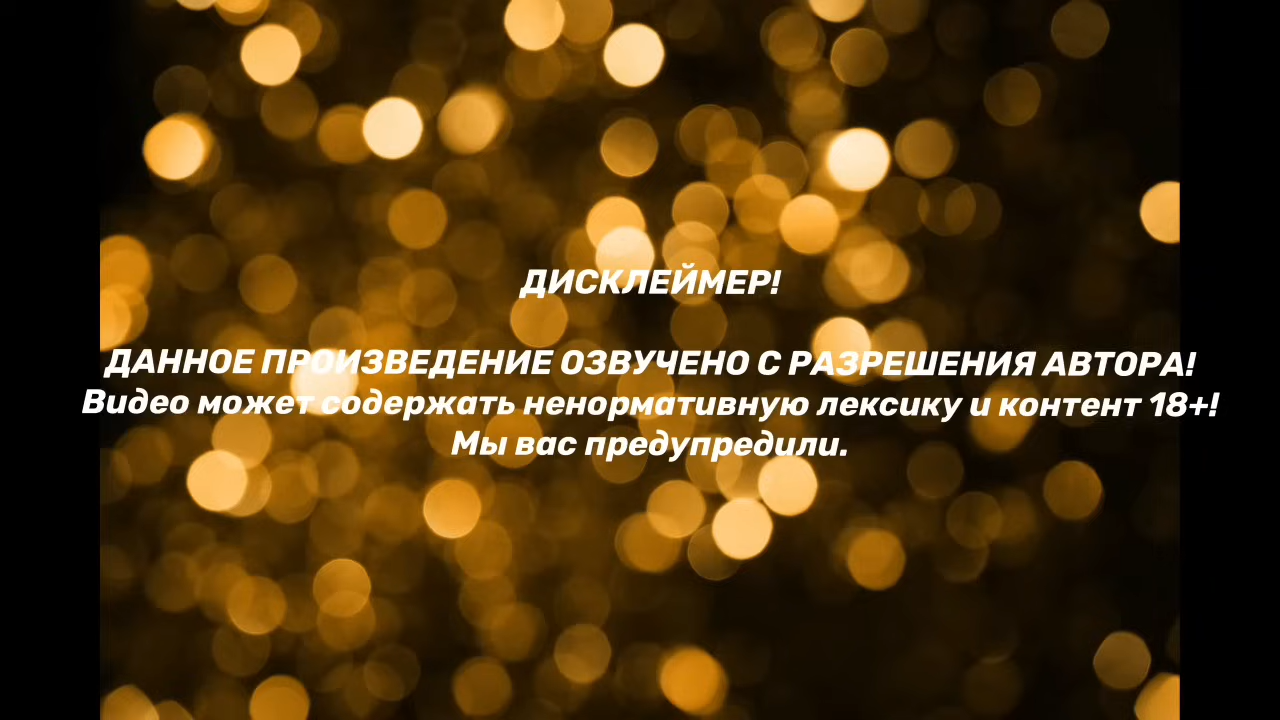 ДИСКЛЕЙМЕР!
ДАННОЕ ПРОИЗВЕДЕНИЕ ОЗВУЧЕНО С РАЗРЕШЕНИЯ АВТОРА!
Видео может содержать ненормативную лексику и контент 18+!
Мы вас предупредили.